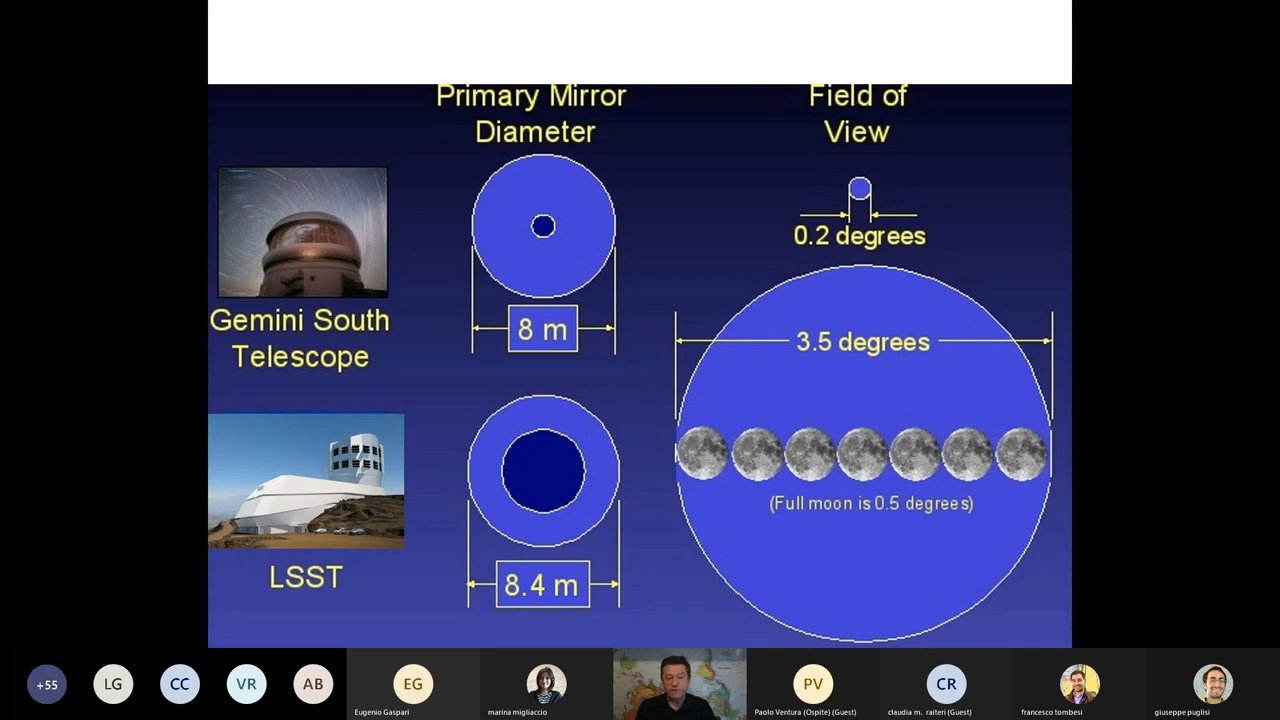 Primary Mirror
Diameter
Field of
View
0.2 degrees
Gemini South
Telescope
8 m
3.5 degrees
(Full moon is 0.5 degrees)
LSST
8.4 m
+55
LG
CC
VR
AB
EG
Eugenio Gaspari
marina migliaccio
PV
Paolo Ventura (Ospite) (Guest)
CR
claudia m. raiteri (Guest)
francesco tombesi
giuseppe puglisi